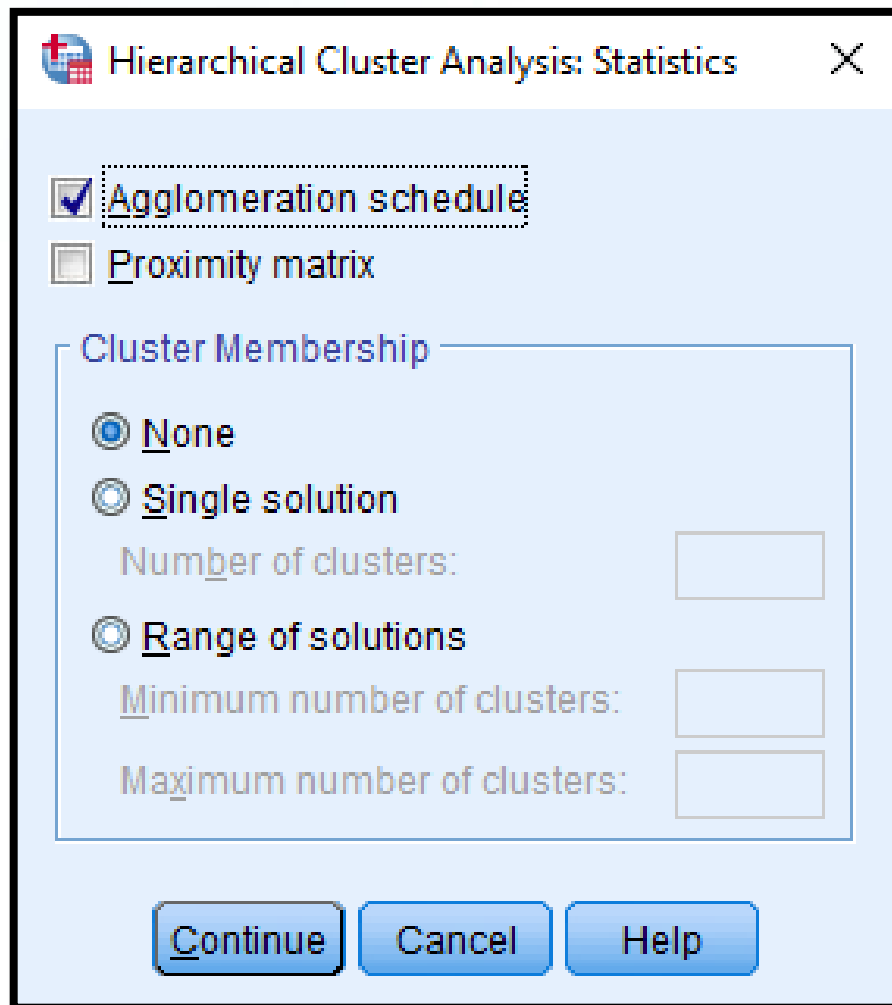 Hierarchical Cluster Analysis: Statistics
Agglomeration schedule
Proximity matrix
Cluster Membership
None
Single solution
Number of clusters:
Range of solutions
Minimum number of clusters:
Maximum number of clusters:
Continue Cancel Help